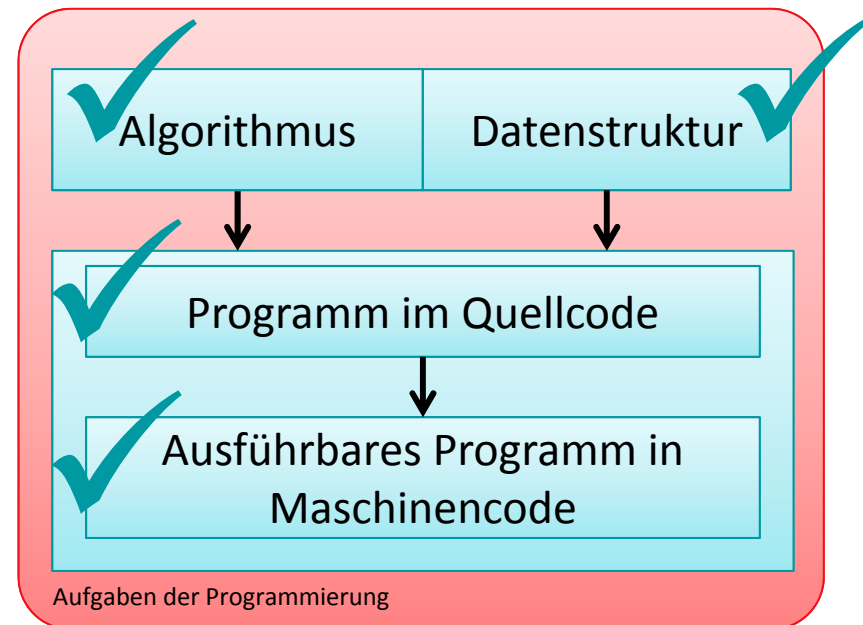 Algorithmus
Datenstruktur
Programm im Quellcode
Ausführbares Programm in
Maschinencode
Aufgaben der Programmierung